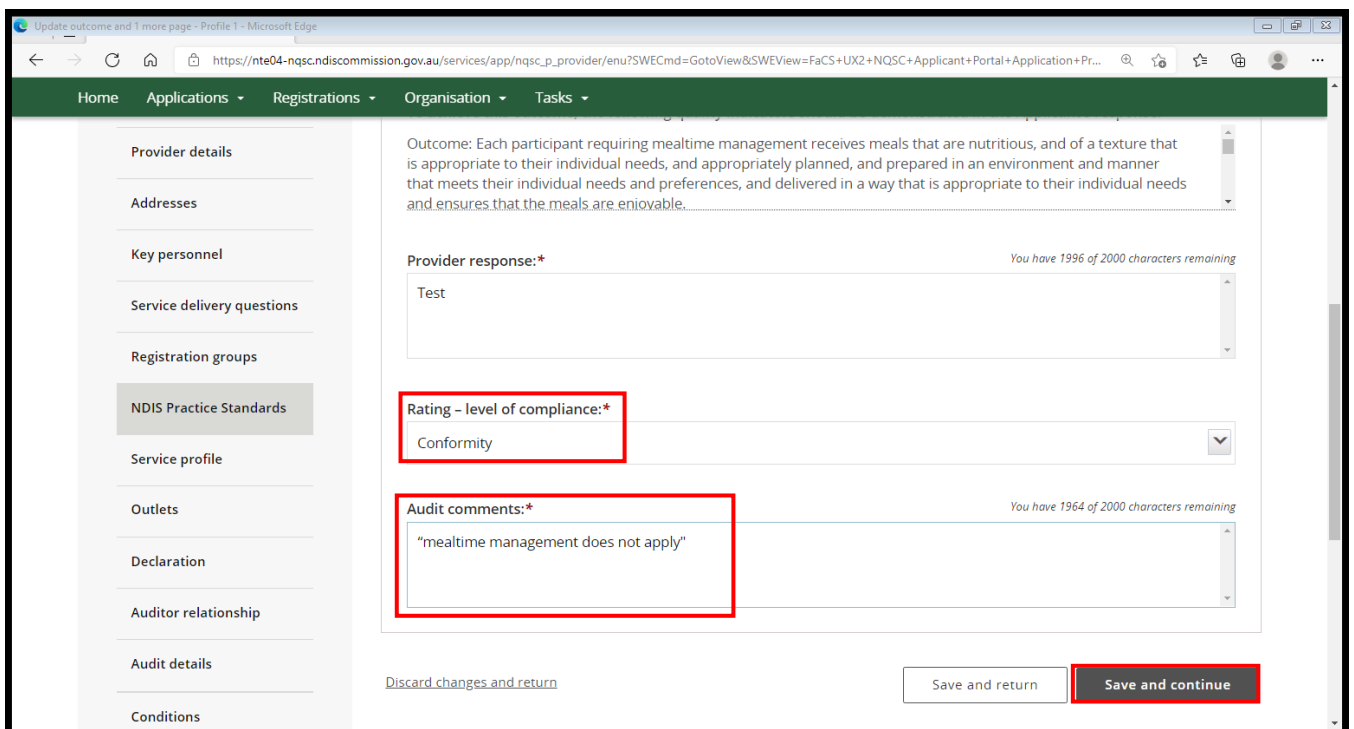 Update outcome and 1 more page - Profile 1 - Microsoft Edge
https://nte04-nqsc.ndiscommission.gov.au/services/app/nqsc_p_provider/enu?SWECmd=GotoView&SWEView=FaCS+UX2+NQSC+Applicant+Portal+Application+Pr...
Home Applications Registrations Organisation Tasks
Provider details
Addresses
Key personnel
Service delivery questions
Registration groups
NDIS Practice Standards
Service profile
Outlets
Declaration
Auditor relationship
Audit details
Conditions
Outcome: Each participant requiring mealtime management receives meals that are nutritious, and of a texture that
is appropriate to their individual needs, and appropriately planned, and prepared in an environment and manner
that meets their individual needs and preferences, and delivered in a way that is appropriate to their individual needs
and ensures that the meals are enjoyable.
Provider response:* You have 1996 of 2000 characters remaining
Test
Rating – level of compliance:*
Conformity
Audit comments:* You have 1964 of 2000 characters remaining
“mealtime management does not apply"
Discard changes and return Save and return Save and continue